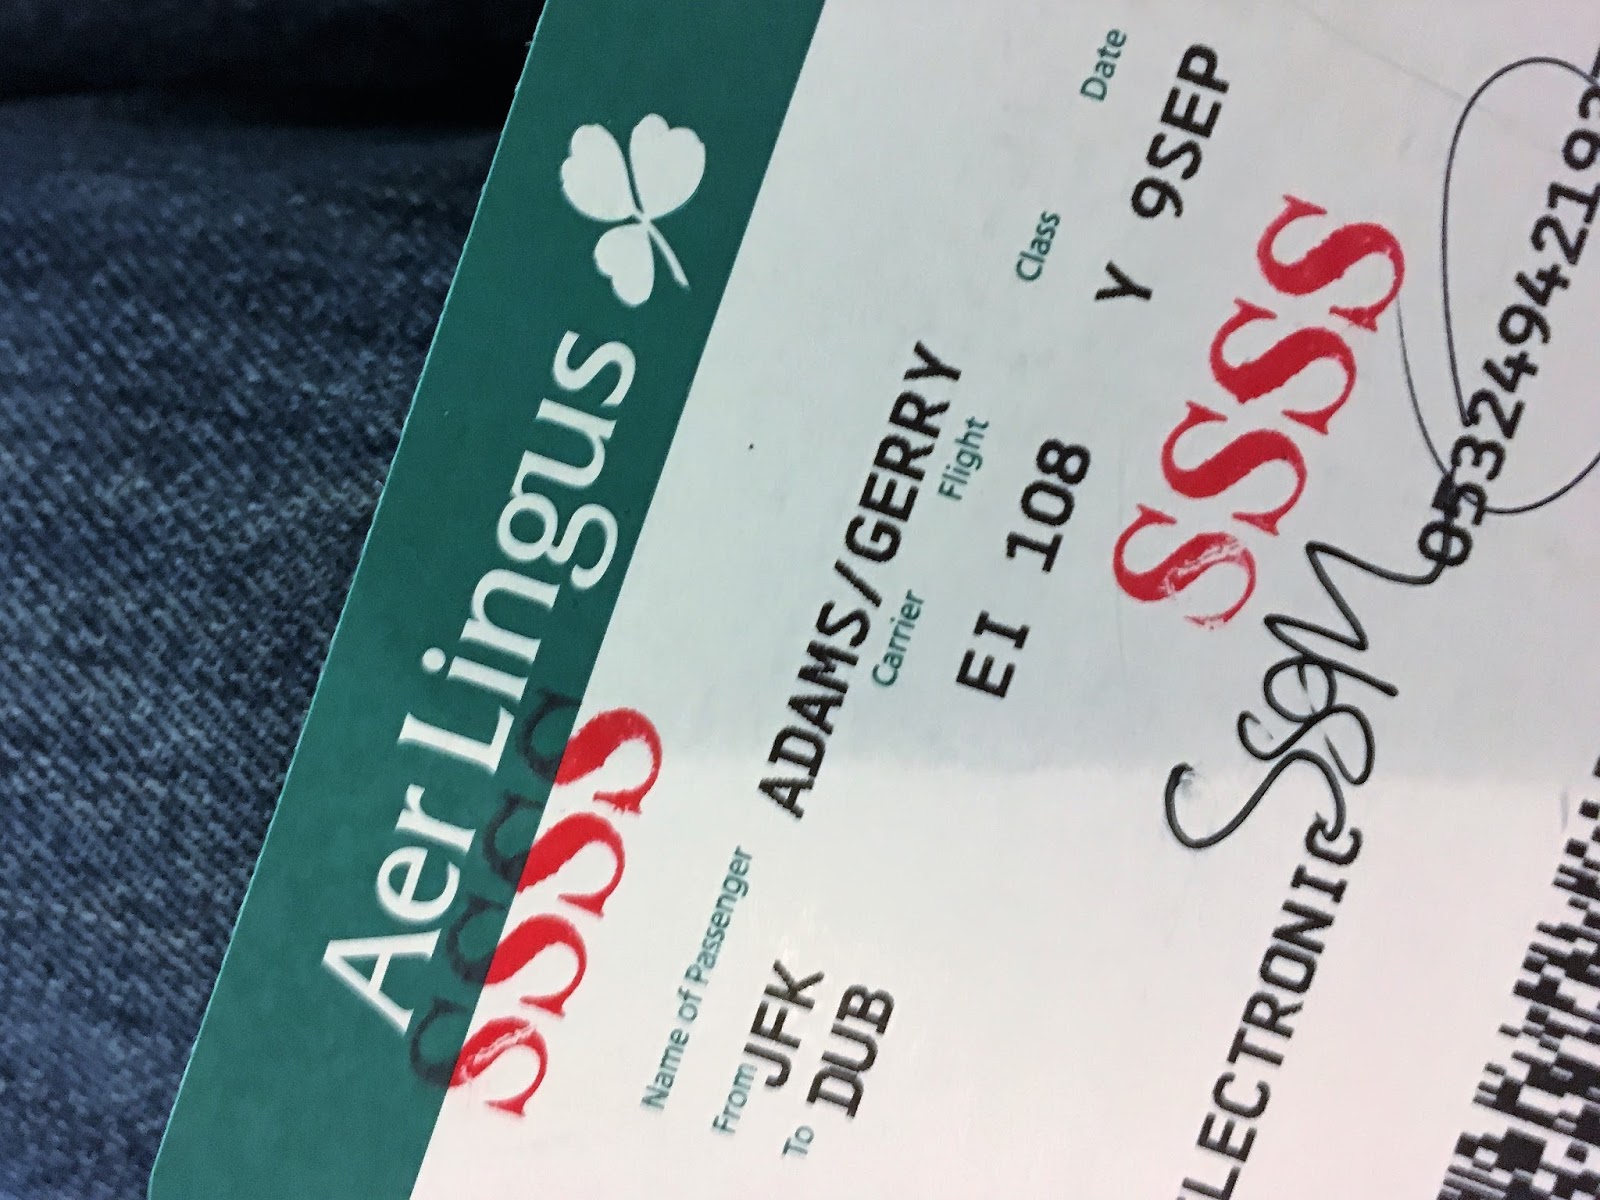 Aer Lingus
SSSS
Name of Passenger
ADAMS/GERRY
From JFK
Carrier Flight Class Date
To DUB
EI 108 Y 9SEP
SSSS
ELECTRONIC